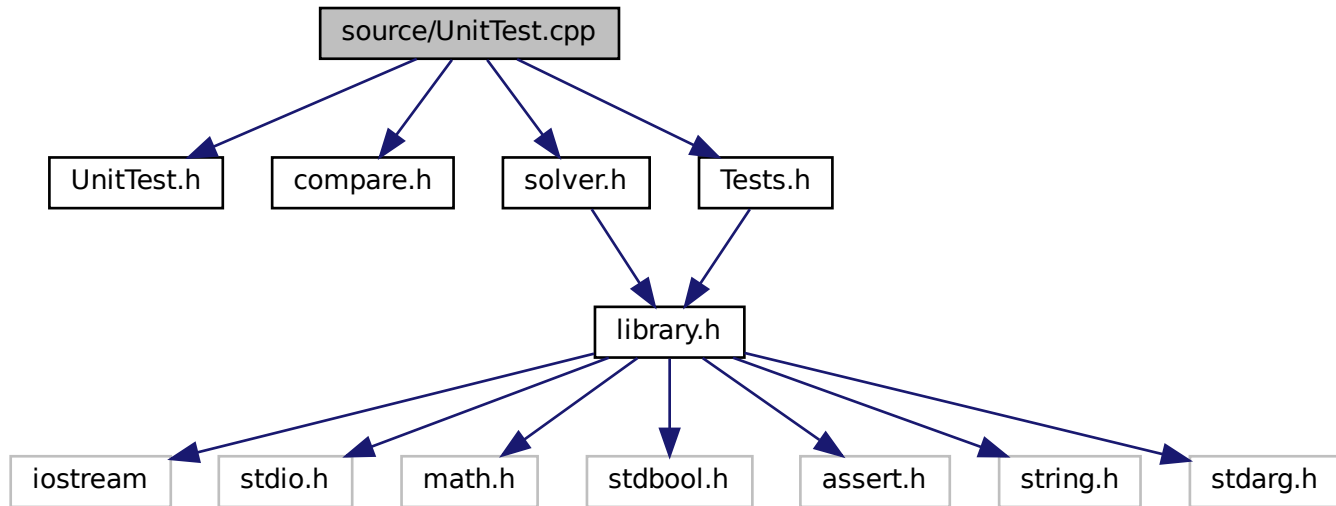 source/UnitTest.cpp
UnitTest.h
compare.h
solver.h
Tests.h
library.h
iostream
stdio.h
math.h
stdbool.h
assert.h
string.h
stdarg.h